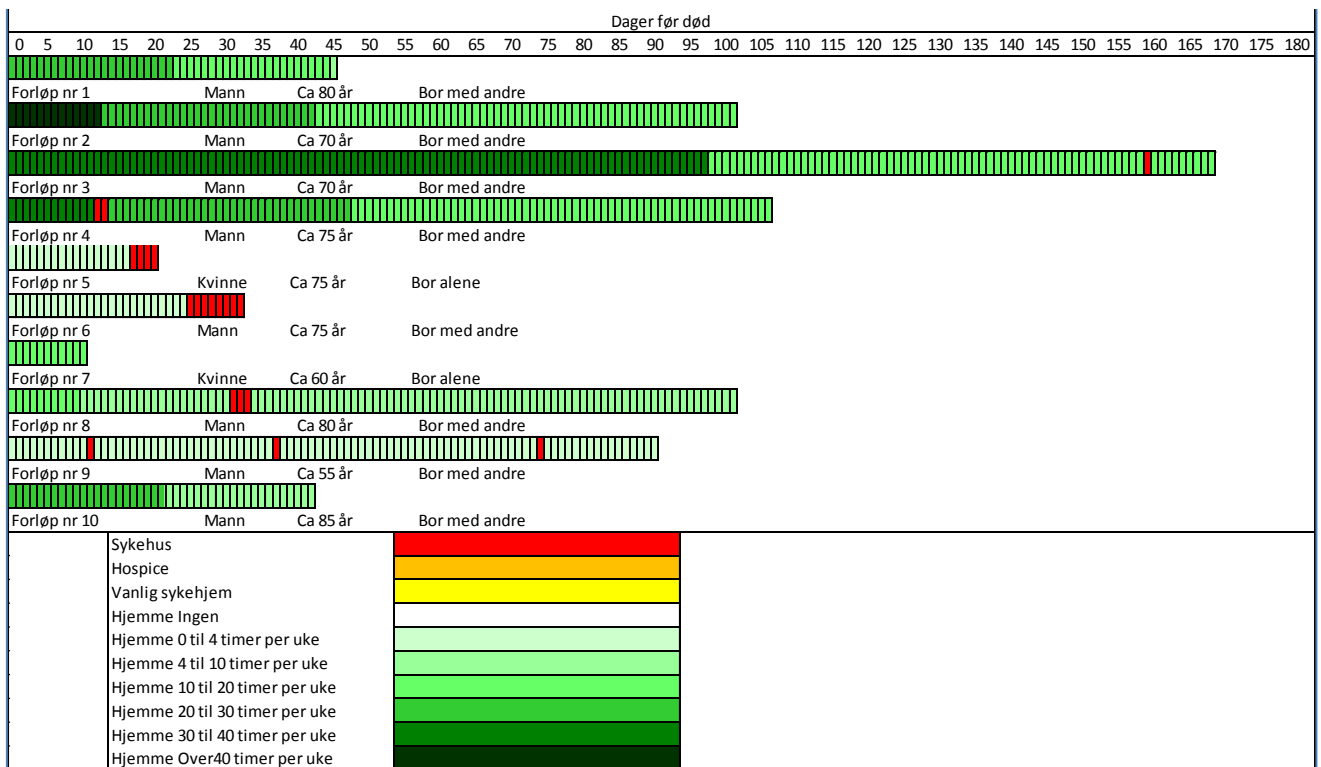 Dager før død
0 5 10 15 20 25 30 35 40 45 50 55 60 65 70 75 80 85 90 95 100 105 110 115 120 125 130 135 140 145 150 155 160 165 170 175 180
Forløp nr 1 Mann Ca 80 år Bor med andre
Forløp nr 2 Mann Ca 70 år Bor med andre
Forløp nr 3 Mann Ca 70 år Bor med andre
Forløp nr 4 Mann Ca 75 år Bor med andre
Forløp nr 5 Kvinne Ca 75 år Bor alene
Forløp nr 6 Mann Ca 75 år Bor med andre
Forløp nr 7 Kvinne Ca 60 år Bor alene
Forløp nr 8 Mann Ca 80 år Bor med andre
Forløp nr 9 Mann Ca 55 år Bor med andre
Forløp nr 10 Mann Ca 85 år Bor med andre
Sykehus
Hospice
Vanlig sykehjem
Hjemme Ingen
Hjemme 0 til 4 timer per uke
Hjemme 4 til 10 timer per uke
Hjemme 10 til 20 timer per uke
Hjemme 20 til 30 timer per uke
Hjemme 30 til 40 timer per uke
Hjemme Over40 timer per uke